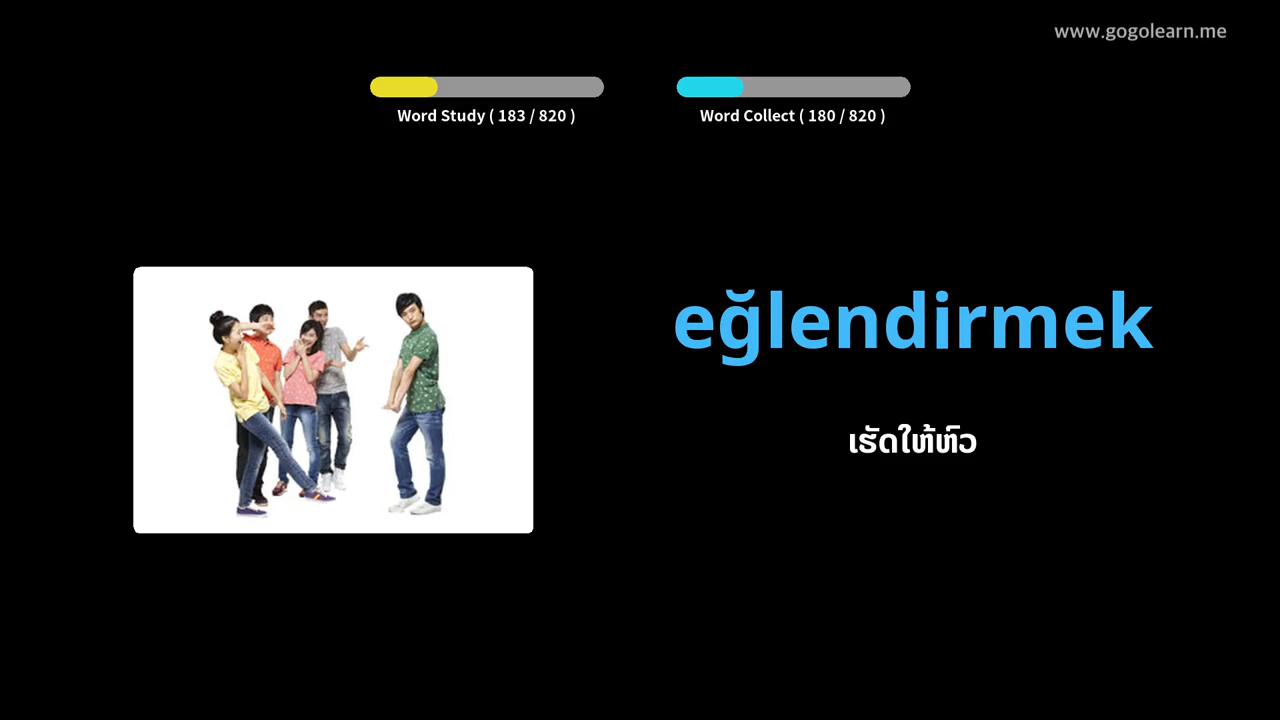 www.gogolearn.me
Word Study ( 183 / 820 )
Word Collect ( 180 / 820 )
eğlendirmek
ເຮັດໃຫ້ຫົວ